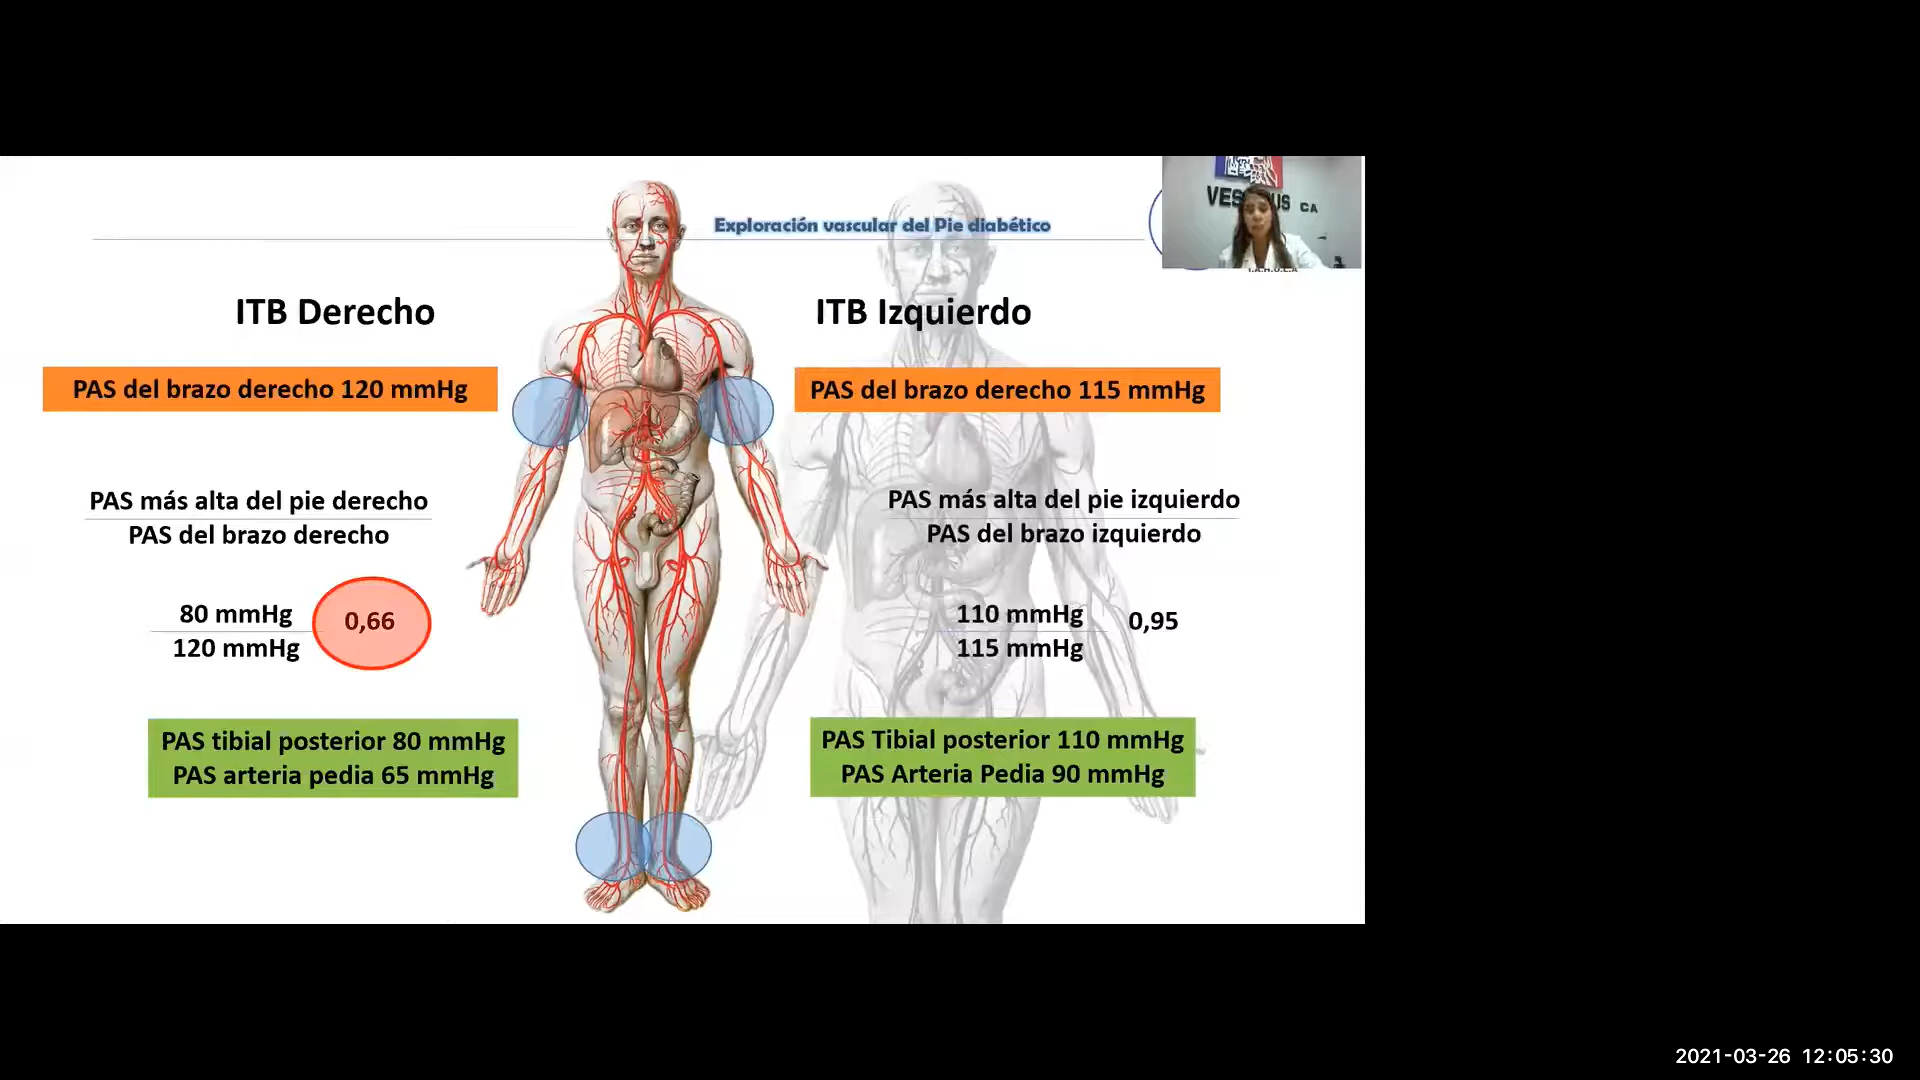 Exploración vascular del Pie diabético
CA
ITB Derecho
ITB Izquierdo
PAS del brazo derecho 120 mmHg
PAS del brazo derecho 115 mmHg
PAS más alta del pie derecho
PAS del brazo derecho
PAS más alta del pie izquierdo
PAS del brazo izquierdo
80 mmHg
120 mmHg
0,66
110 mmHg
115 mmHg
0,95
PAS tibial posterior 80 mmHg
PAS arteria pedia 65 mmHg
PAS Tibial posterior 110 mmHg
PAS Arteria Pedia 90 mmHg
2021-03-26 12:05:30